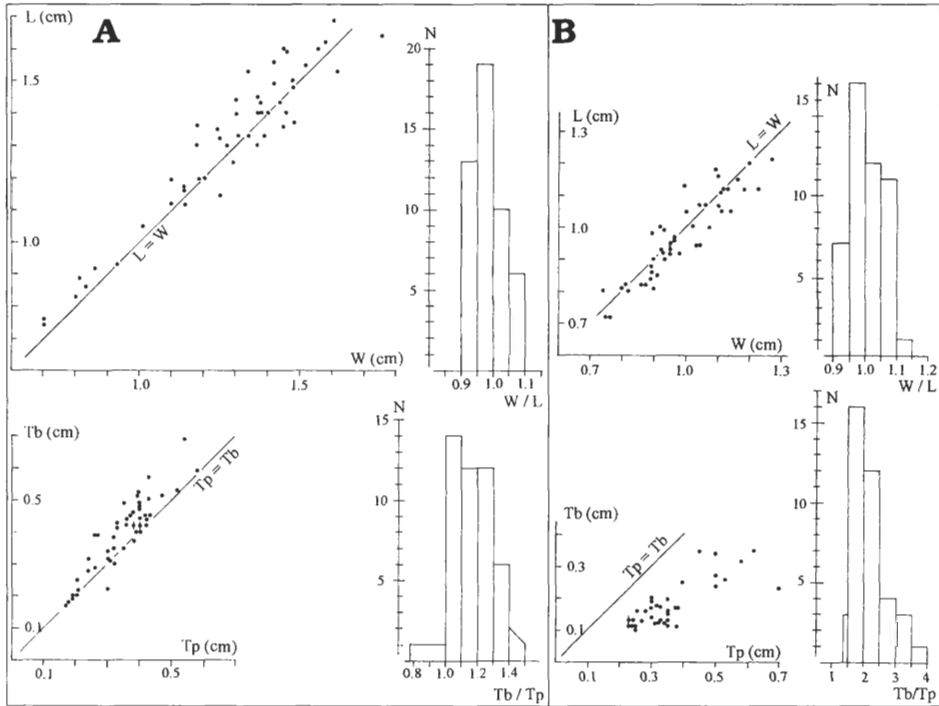 A
L (cm)
1.5
1.0
L = W
W (cm)
1.0 1.5
N
20
15
10
5
0.9 1.0 1.1
W / L
Tb (cm)
0.5
0.1
Tp = Tb
Tp (cm)
0.1 0.5
N
15
10
5
0.8 1.0 1.2 1.4
Tb / Tp
B
L (cm)
1.3
1.0
0.7
L = W
W (cm)
0.7 1.0 1.3
N
15
10
5
0.9 1.0 1.1 1.2
W / L
Tb (cm)
0.3
0.1
Tp = Tb
Tp (cm)
0.1 0.3 0.5 0.7
N
15
10
5
1 2 3 4
Tb/Tp